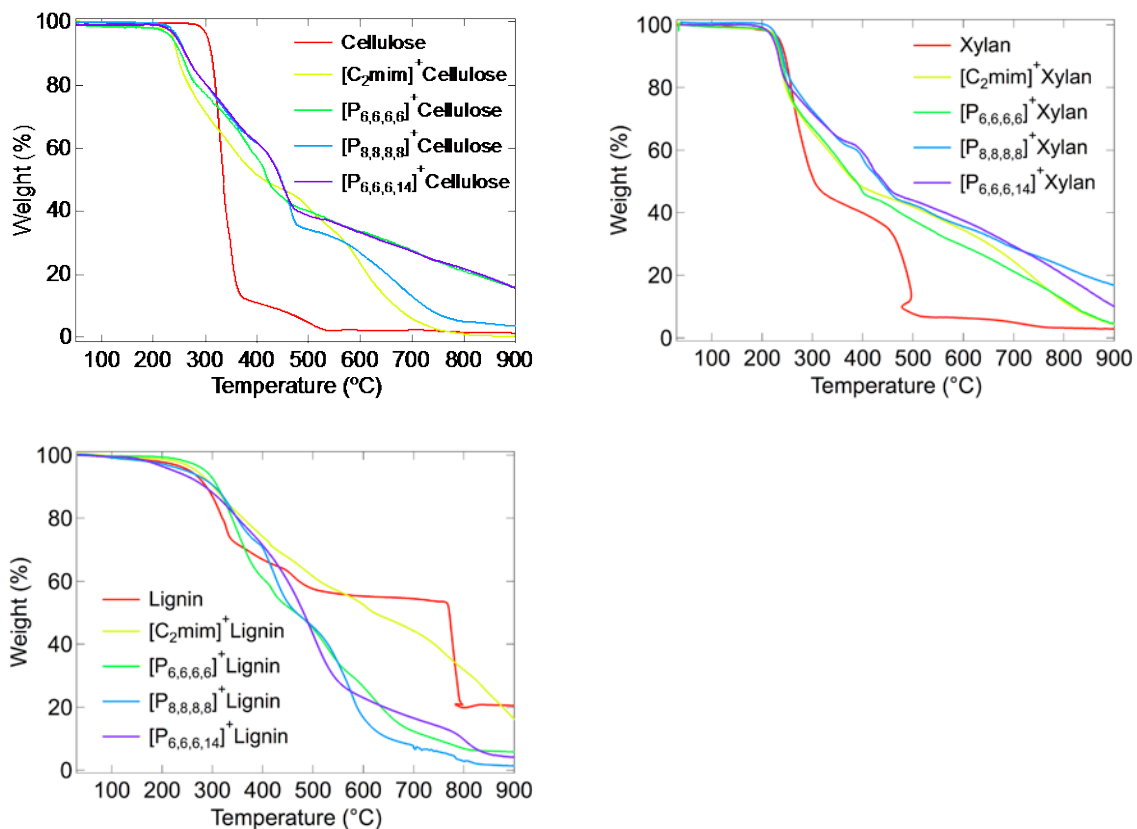 100
80
60
40
20
0
Weight (%)
Cellulose
[C₂mim]⁺Cellulose
[P₆,₆,₆,₆]⁺Cellulose
[P₈,₈,₈,₈]⁺Cellulose
[P₆,₆,₆,₁₄]⁺Cellulose
100 200 300 400 500 600 700 800 900
Temperature (ºC)
100
80
60
40
20
0
Weight (%)
Xylan
[C₂mim]⁺Xylan
[P₆,₆,₆,₆]⁺Xylan
[P₈,₈,₈,₈]⁺Xylan
[P₆,₆,₆,₁₄]⁺Xylan
100 200 300 400 500 600 700 800 900
Temperature (°C)
100
80
60
40
20
0
Weight (%)
Lignin
[C₂mim]⁺Lignin
[P₆,₆,₆,₆]⁺Lignin
[P₈,₈,₈,₈]⁺Lignin
[P₆,₆,₆,₁₄]⁺Lignin
100 200 300 400 500 600 700 800 900
Temperature (°C)